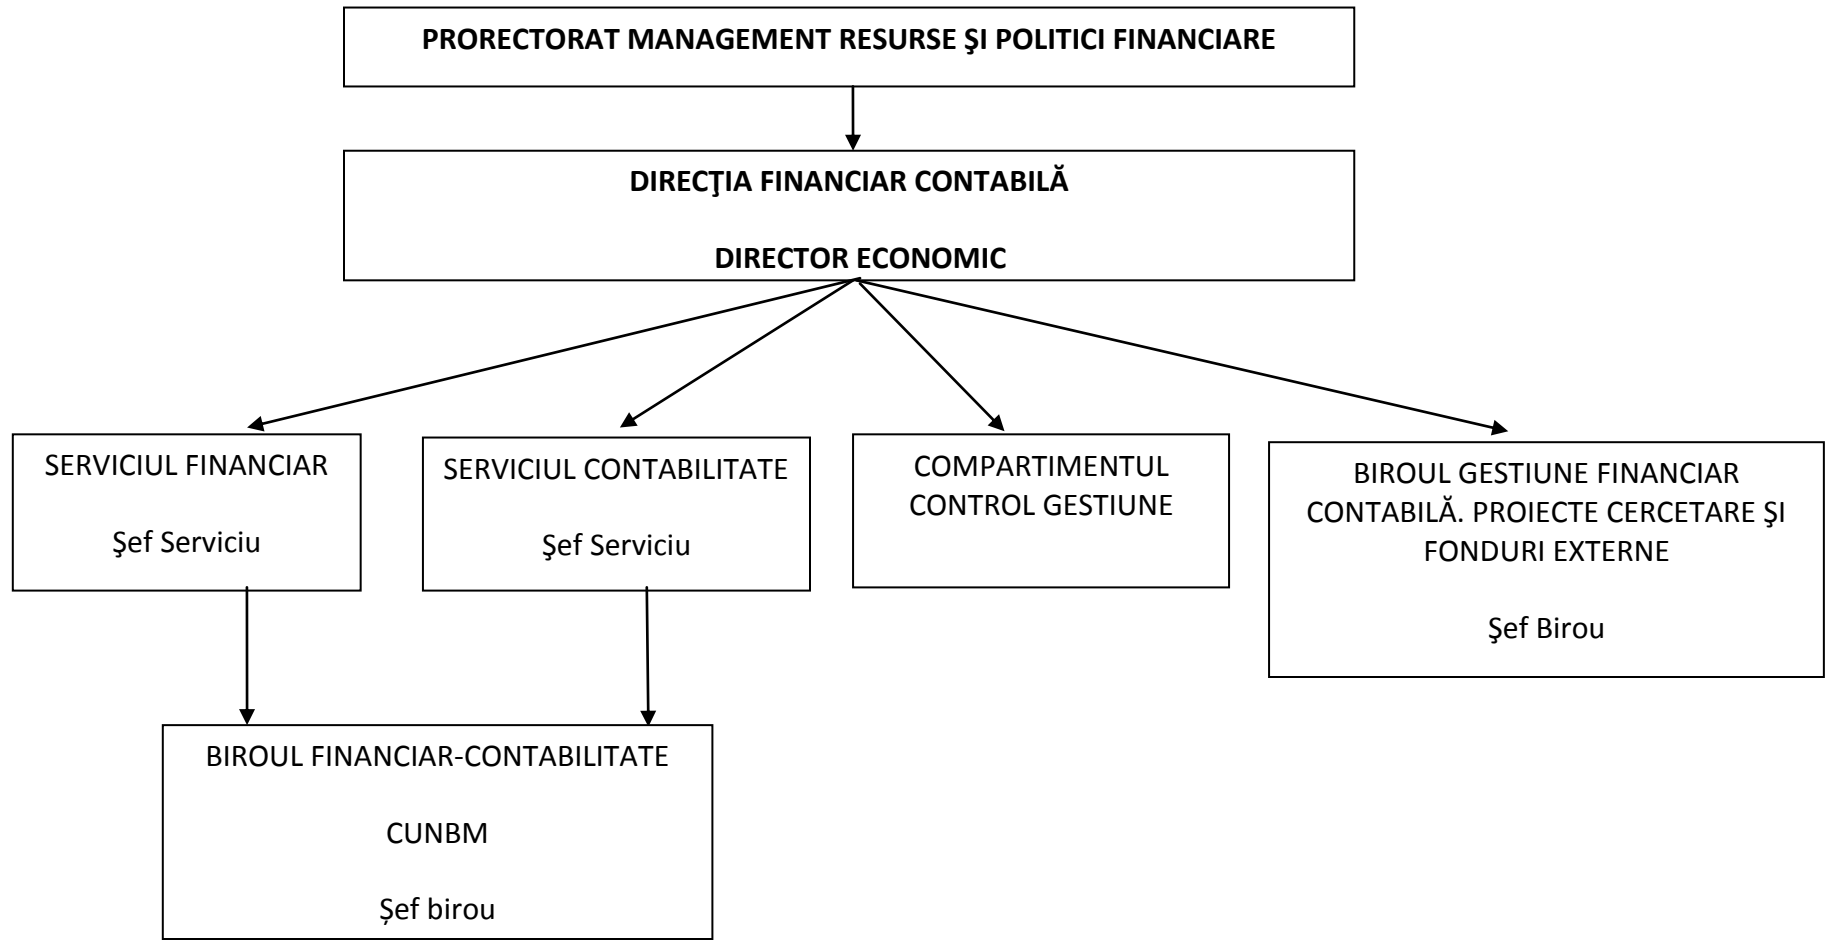 PRORECTORAT MANAGEMENT RESURSE ŞI POLITICI FINANCIARE
DIRECŢIA FINANCIAR CONTABILĂ
DIRECTOR ECONOMIC
SERVICIUL FINANCIAR
Şef Serviciu
SERVICIUL CONTABILITATE
Şef Serviciu
COMPARTIMENTUL
CONTROL GESTIUNE
BIROUL GESTIUNE FINANCIAR
CONTABILĂ. PROIECTE CERCETARE ŞI
FONDURI EXTERNE
Şef Birou
BIROUL FINANCIAR-CONTABILITATE
CUNBM
Șef birou